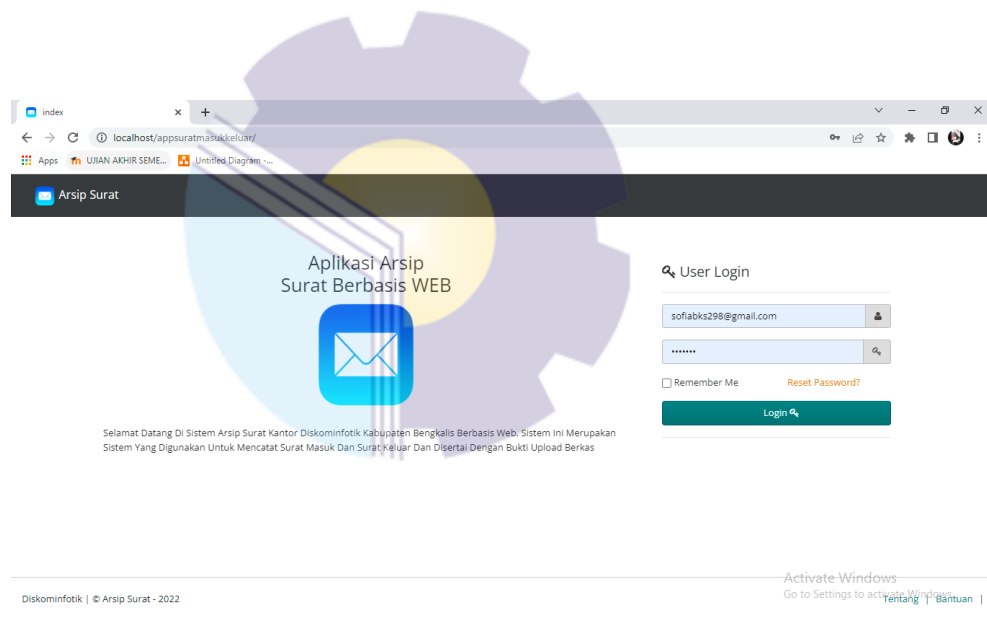 index
localhost/appsuratmasukkeluar/
Apps UJIAN AKHIR SEME... Untitled Diagram -...
Arsip Surat
Aplikasi Arsip
Surat Berbasis WEB
Selamat Datang Di Sistem Arsip Surat Kantor Diskominfotik Kabupaten Bengkalis Berbasis Web. Sistem Ini Merupakan
Sistem Yang Digunakan Untuk Mencatat Surat Masuk Dan Surat Keluar Dan Disertai Dengan Bukti Upload Berkas
User Login
sofiabks298@gmail.com
•••••••
Remember Me Reset Password?
Login
Activate Windows
Go to Settings to activate Windows.
Diskominfotik | © Arsip Surat - 2022
Tentang | Bantuan |